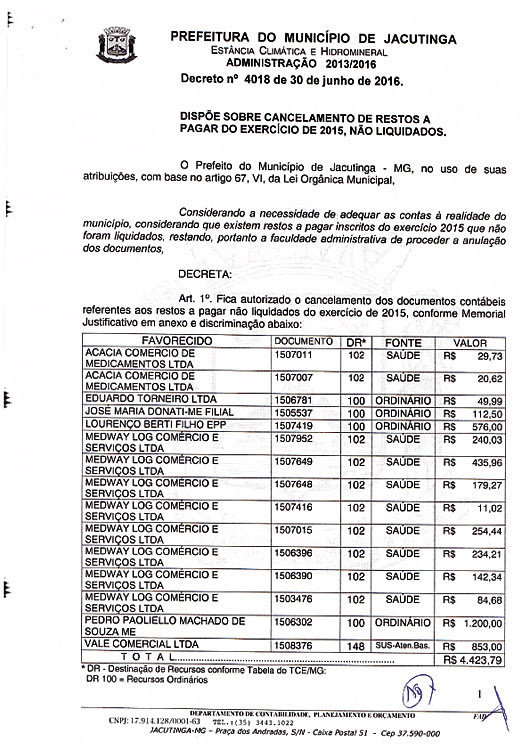 PREFEITURA DO MUNICÍPIO DE JACUTINGA
ESTÂNCIA CLIMÁTICA E HIDROMINERAL
ADMINISTRAÇÃO 2013/2016
Decreto nº 4018 de 30 de junho de 2016.
DISPÕE SOBRE CANCELAMENTO DE RESTOS A
PAGAR DO EXERCÍCIO DE 2015, NÃO LIQUIDADOS.
O Prefeito do Município de Jacutinga - MG, no uso de suas
atribuições, com base no artigo 67, VI, da Lei Orgânica Municipal,
Considerando a necessidade de adequar as contas à realidade do
município, considerando que existem restos a pagar inscritos do exercício 2015 que não
foram liquidados, restando, portanto a faculdade administrativa de proceder a anulação
dos documentos,
DECRETA:
Art. 1º. Fica autorizado o cancelamento dos documentos contábeis
referentes aos restos a pagar não liquidados do exercício de 2015, conforme Memorial
Justificativo em anexo e discriminação abaixo:
FAVORECIDO DOCUMENTO DR* FONTE VALOR
ACACIA COMERCIO DE
MEDICAMENTOS LTDA 1507011 102 SAÚDE R$ 29,73
ACACIA COMERCIO DE
MEDICAMENTOS LTDA 1507007 102 SAÚDE R$ 20,62
EDUARDO TORNEIRO LTDA 1506781 100 ORDINÁRIO R$ 49,99
JOSÉ MARIA DONATI-ME FILIAL 1505537 100 ORDINÁRIO R$ 112,50
LOURENÇO BERTI FILHO EPP 1507419 100 ORDINÁRIO R$ 576,00
MEDWAY LOG COMÉRCIO E
SERVIÇOS LTDA 1507952 102 SAÚDE R$ 240,03
MEDWAY LOG COMÉRCIO E
SERVIÇOS LTDA 1507649 102 SAÚDE R$ 435,96
MEDWAY LOG COMÉRCIO E
SERVIÇOS LTDA 1507648 102 SAÚDE R$ 179,27
MEDWAY LOG COMÉRCIO E
SERVIÇOS LTDA 1507416 102 SAÚDE R$ 11,02
MEDWAY LOG COMÉRCIO E
SERVIÇOS LTDA 1507015 102 SAÚDE R$ 254,44
MEDWAY LOG COMÉRCIO E
SERVIÇOS LTDA 1506396 102 SAÚDE R$ 234,21
MEDWAY LOG COMÉRCIO E
SERVIÇOS LTDA 1506390 102 SAÚDE R$ 142,34
MEDWAY LOG COMÉRCIO E
SERVIÇOS LTDA 1503476 102 SAÚDE R$ 84,68
PEDRO PAOLIELLO MACHADO DE
SOUZA ME 1506302 100 ORDINÁRIO R$ 1.200,00
VALE COMERCIAL LTDA 1508376 148 SUS-Aten.Bas. R$ 853,00
T O T A L R$ 4.423,79
* DR - Destinação de Recursos conforme Tabela do TCE/MG:
DR 100 = Recursos Ordinários
1
DEPARTAMENTO DE CONTABILIDADE, PLANEJAMENTO E ORÇAMENTO
CNPJ: 17.914.128/0001-63 TEL.:(35) 3443.1022
JACUTINGA-MG – Praça dos Andradas, S/N - Caixa Postal 51 - Cep 37.590-000